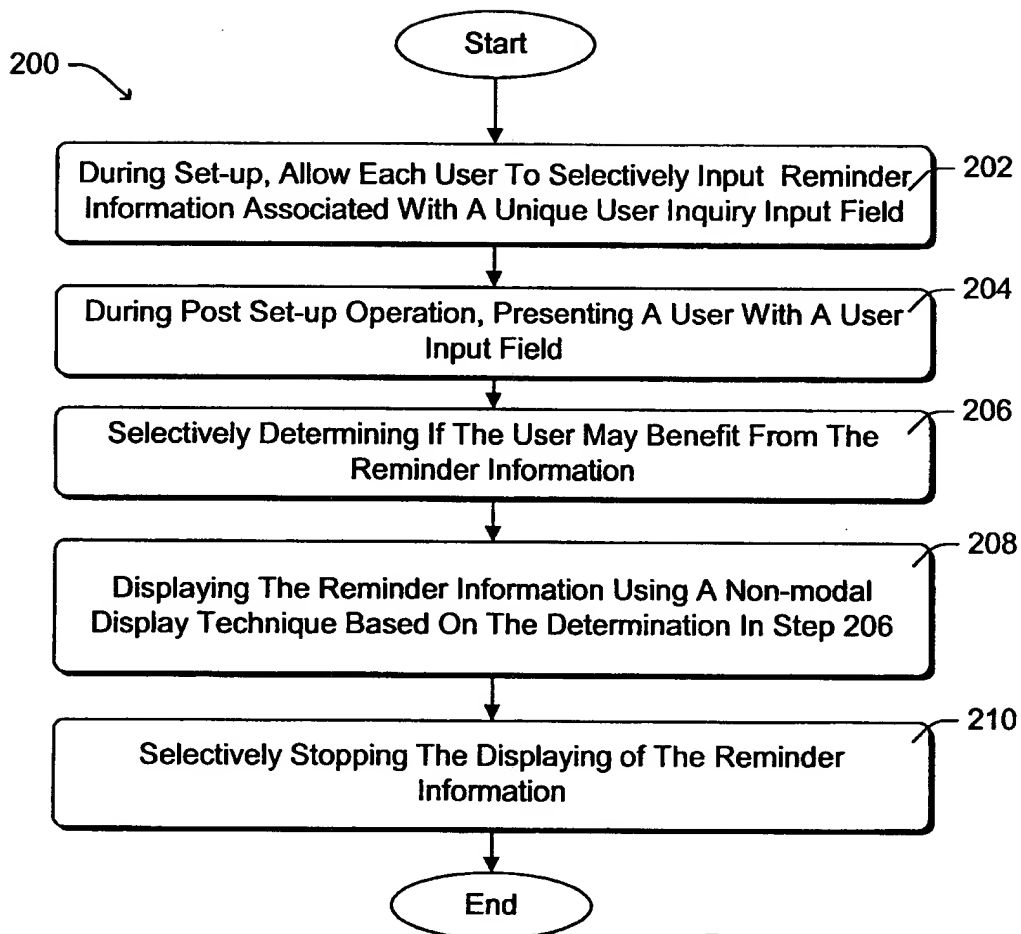 Start
200
During Set-up, Allow Each User To Selectively Input Reminder
Information Associated With A Unique User Inquiry Input Field
202
During Post Set-up Operation, Presenting A User With A User
Input Field
204
Selectively Determining If The User May Benefit From The
Reminder Information
206
Displaying The Reminder Information Using A Non-modal
Display Technique Based On The Determination In Step 206
208
Selectively Stopping The Displaying of The Reminder
Information
210
End